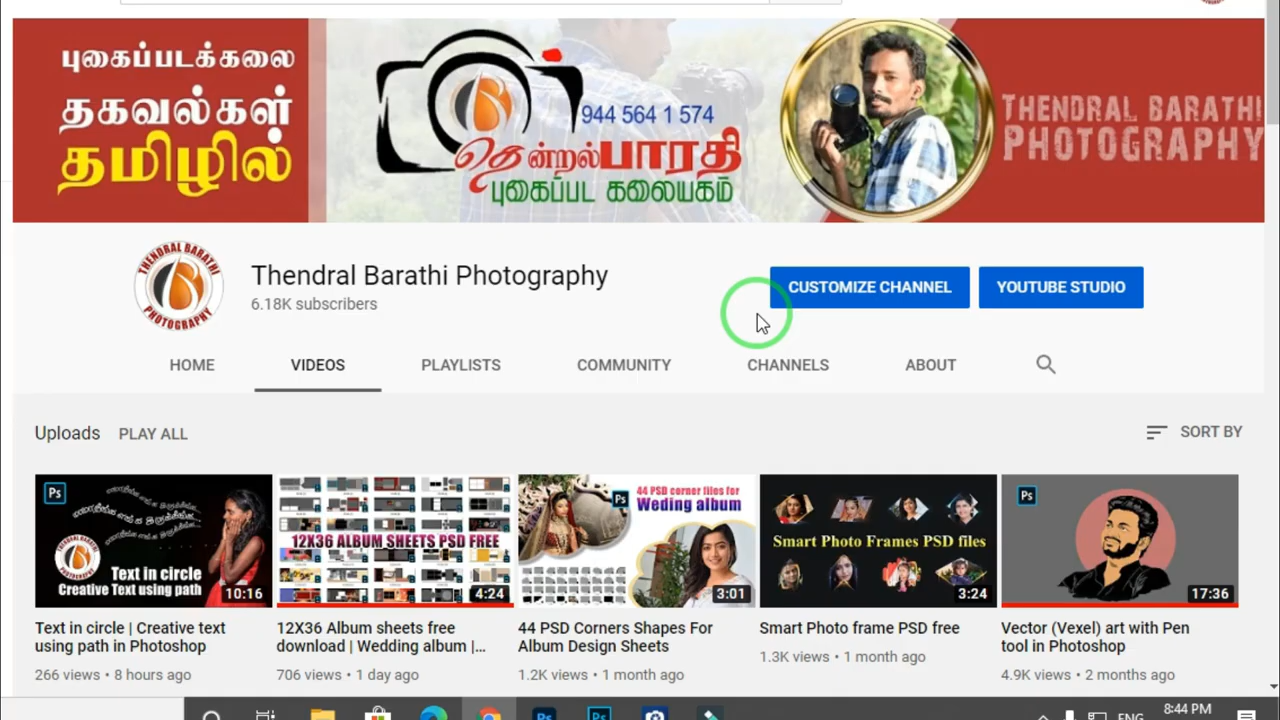 புகைப்படக்கலை
தகவல்கள்
தமிழில்
944 564 1 574
தென்றல்பாரதி
புகைப்பட கலையகம்
THENDRAL BARATHI
PHOTOGRAPHY
THENDRAL BARATHI
PHOTOGRAPHY
Thendral Barathi Photography
6.18K subscribers
CUSTOMIZE CHANNEL
YOUTUBE STUDIO
HOME
VIDEOS
PLAYLISTS
COMMUNITY
CHANNELS
ABOUT
Uploads
PLAY ALL
SORT BY
Ps
Text in circle
Creative Text using path
10:16
12X36 ALBUM SHEETS PSD FREE
4:24
44 PSD corner files for
Weding album
Ps
3:01
Smart Photo Frames PSD files
3:24
Ps
17:36
Text in circle | Creative text
using path in Photoshop
266 views • 8 hours ago
12X36 Album sheets free
download | Wedding album |...
706 views • 1 day ago
44 PSD Corners Shapes For
Album Design Sheets
1.2K views • 1 month ago
Smart Photo frame PSD free
1.3K views • 1 month ago
Vector (Vexel) art with Pen
tool in Photoshop
4.9K views • 2 months ago
8:44 PM